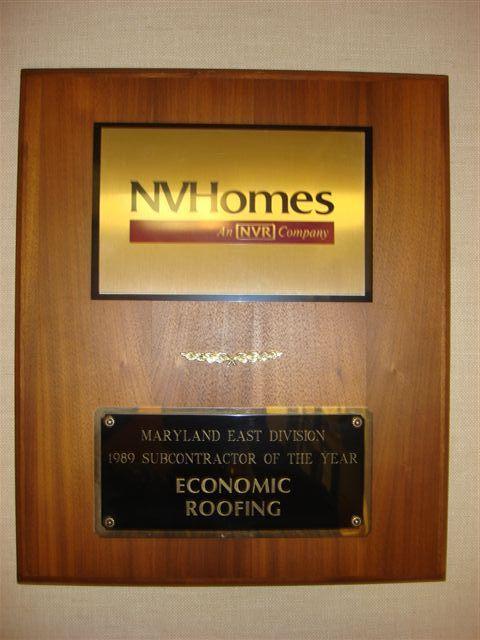 NVHomes
An NVR Company
MARYLAND EAST DIVISION
1989 SUBCONTRACTOR OF THE YEAR
ECONOMIC
ROOFING